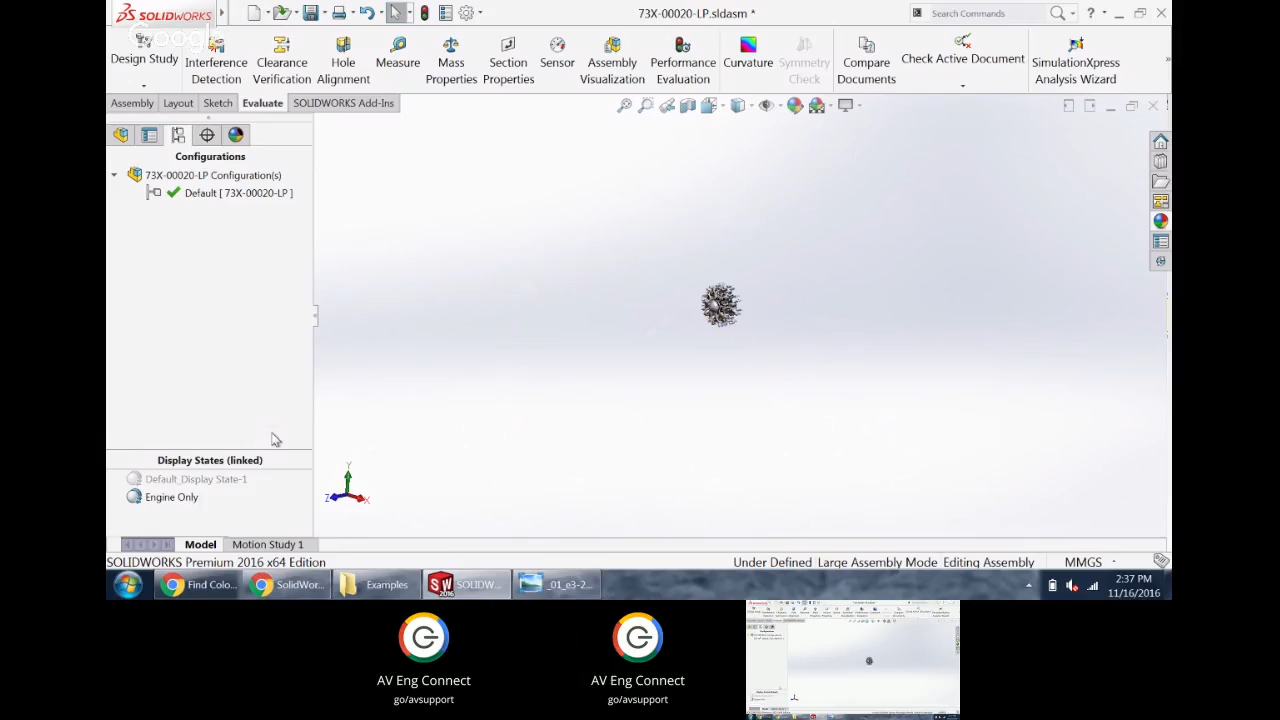 SOLIDWORKS
73X-00020-LP.sldasm *
Search Commands
Google
Design Study
Interference Detection
Clearance Verification
Hole Alignment
Measure
Mass Properties
Section Properties
Sensor
Assembly Visualization
Performance Evaluation
Curvature
Symmetry Check
Compare Documents
Check Active Document
SimulationXpress Analysis Wizard
Assembly Layout Sketch Evaluate SOLIDWORKS Add-Ins
Configurations
73X-00020-LP Configuration(s)
Default [ 73X-00020-LP ]
Display States (linked)
Default_Display State-1
Engine Only
Y
Z X
Model Motion Study 1
SOLIDWORKS Premium 2016 x64 Edition Under Defined Large Assembly Mode Editing Assembly MMGS
Find Colo... SolidWor... Examples SOLIDW... _01_e3-2...
2:37 PM
11/16/2016
AV Eng Connect
go/avsupport
AV Eng Connect
go/avsupport